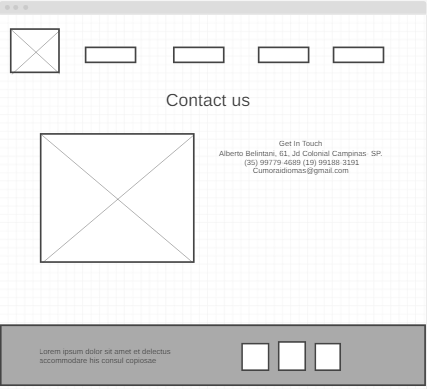 Contact us
Get In Touch
Alberto Belintani, 61, Jd Colonial Campinas SP.
(35) 99779-4689 (19) 99188-3191
Cumoraidiomas@gmail.com
Lorem ipsum dolor sit amet et delectus
sccommodare his consul copiosae